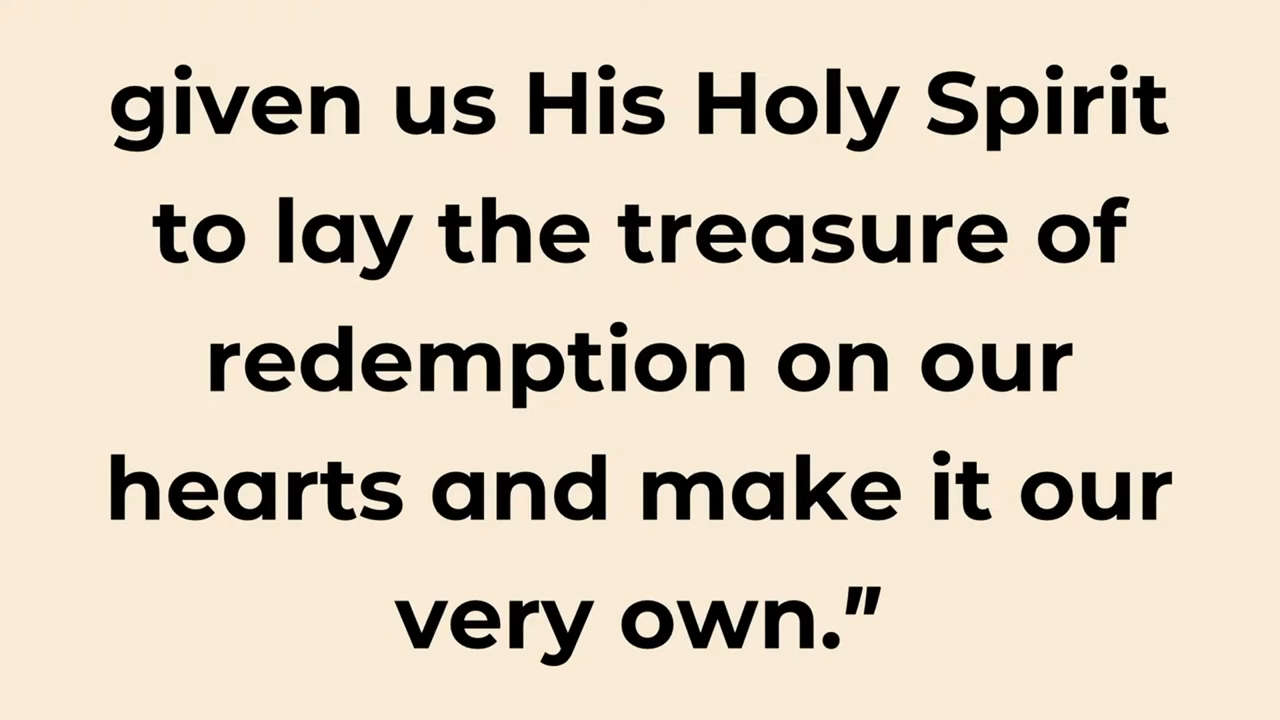 given us His Holy Spirit
to lay the treasure of
redemption on our
hearts and make it our
very own."